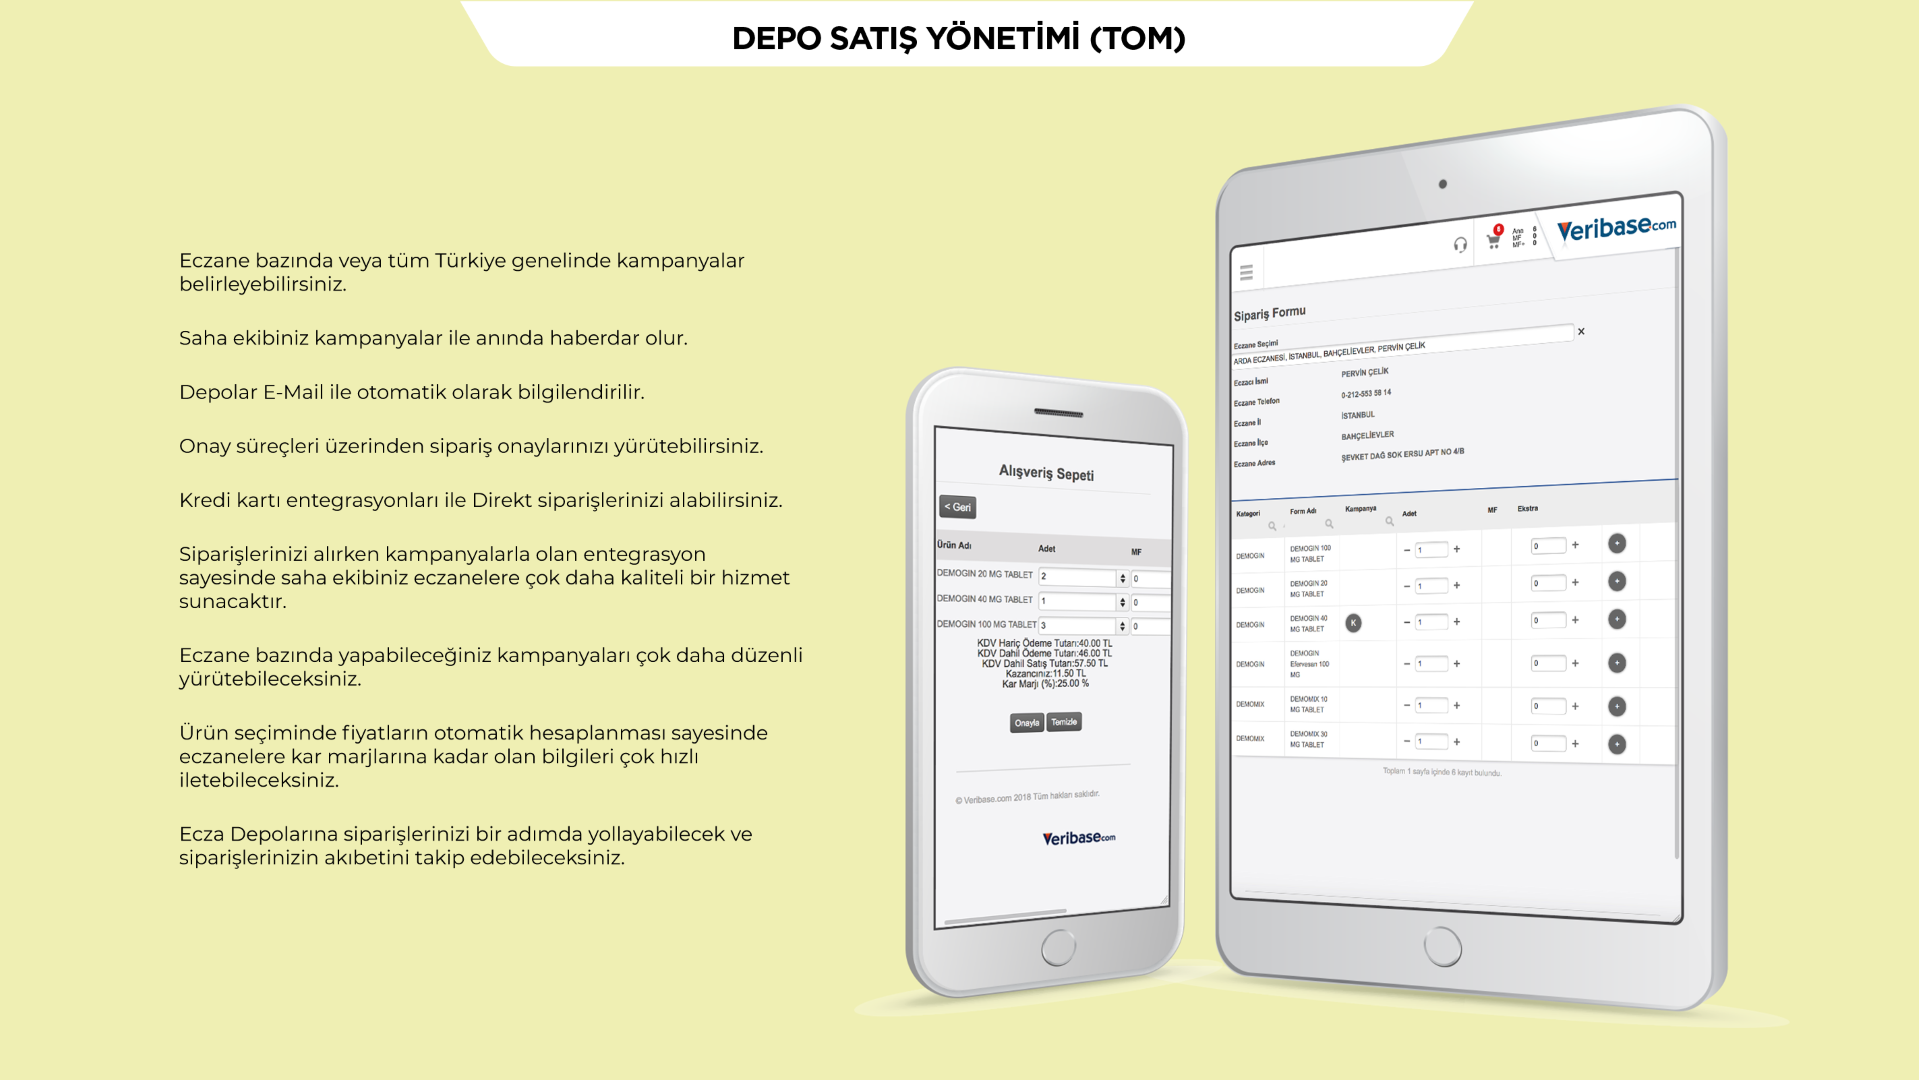 DEPO SATIŞ YÖNETİMİ (TOM)
Eczane bazında veya tüm Türkiye genelinde kampanyalar
belirleyebilirsiniz.
Saha ekibiniz kampanyalar ile anında haberdar olur.
Depolar E-Mail ile otomatik olarak bilgilendirilir.
Onay süreçleri üzerinden sipariş onaylarınızı yürütebilirsiniz.
Kredi kartı entegrasyonları ile Direkt siparişlerinizi alabilirsiniz.
Siparişlerinizi alırken kampanyalarla olan entegrasyon
sayesinde saha ekibiniz eczanelere çok daha kaliteli bir hizmet
sunacaktır.
Eczane bazında yapabileceğiniz kampanyaları çok daha düzenli
yürütebileceksiniz.
Ürün seçiminde fiyatların otomatik hesaplanması sayesinde
eczanelere kar marjlarına kadar olan bilgileri çok hızlı
iletebileceksiniz.
Ecza Depolarına siparişlerinizi bir adımda yollayabilecek ve
siparişlerinizin akıbetini takip edebileceksiniz.
Alışveriş Sepeti
< Geri
Ürün Adı Adet MF
DEMOGIN 20 MG TABLET 2 0
DEMOGIN 40 MG TABLET 1 0
DEMOGIN 100 MG TABLET 3 0
KDV Hariç Ödeme Tutarı:40.00 TL
KDV Dahil Ödeme Tutarı:46.00 TL
KDV Dahil Satış Tutarı:57.50 TL
Kazancınız:11.50 TL
Kar Marjı (%):25.00 %
Onayla Temizle
© Veribase.com 2018 Tüm hakları saklıdır.
Veribase.com
6
Ana 6
MF 0
MF+ 0
Veribase.com
Sipariş Formu
Eczane Seçimi
ARDA ECZANESİ, İSTANBUL, BAHÇELİEVLER, PERVİN ÇELİK ×
Eczacı İsmi PERVİN ÇELİK
Eczane Telefon 0-212-553 58 14
Eczane İl İSTANBUL
Eczane İlçe BAHÇELİEVLER
Eczane Adres ŞEVKET DAĞ SOK ERSU APT NO 4/B
Kategori Form Adı Kampanya Adet MF Ekstra
DEMOGIN DEMOGIN 100 MG TABLET − 1 + 0 + +
DEMOGIN DEMOGIN 20 MG TABLET − 1 + 0 + +
DEMOGIN DEMOGIN 40 MG TABLET K − 1 + 0 + +
DEMOGIN DEMOGIN Efervesan 100 MG − 1 + 0 + +
DEMOMIX DEMOMIX 10 MG TABLET − 1 + 0 + +
DEMOMIX DEMOMIX 30 MG TABLET − 1 + 0 + +
Toplam 1 sayfa içinde 6 kayıt bulundu.